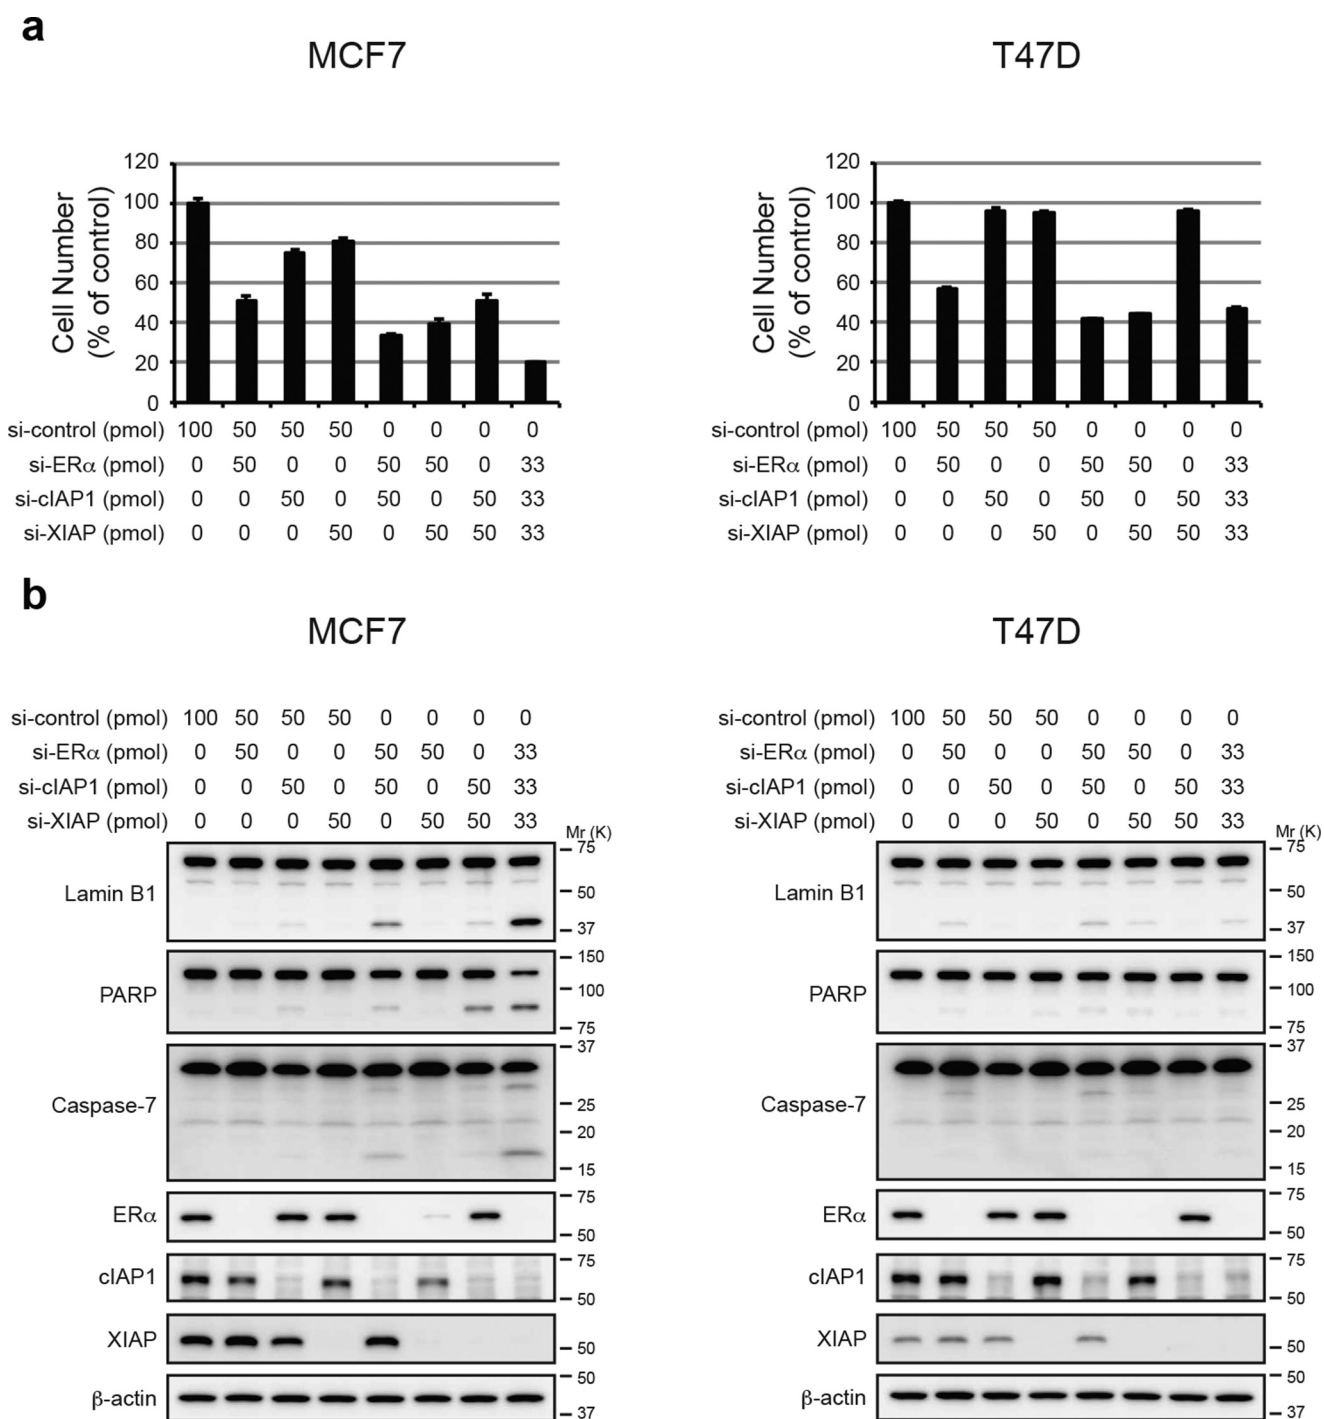 a
MCF7
T47D
Cell Number
(% of control)
120
100
80
60
40
20
0
Cell Number
(% of control)
120
100
80
60
40
20
0
si-control (pmol) 100 50 50 50 0 0 0 0
si-ERα (pmol) 0 50 0 0 50 50 0 33
si-cIAP1 (pmol) 0 0 50 0 50 0 50 33
si-XIAP (pmol) 0 0 0 50 0 50 50 33
si-control (pmol) 100 50 50 50 0 0 0 0
si-ERα (pmol) 0 50 0 0 50 50 0 33
si-cIAP1 (pmol) 0 0 50 0 50 0 50 33
si-XIAP (pmol) 0 0 0 50 0 50 50 33
b
MCF7
T47D
si-control (pmol) 100 50 50 50 0 0 0 0
si-ERα (pmol) 0 50 0 0 50 50 0 33
si-cIAP1 (pmol) 0 0 50 0 50 0 50 33
si-XIAP (pmol) 0 0 0 50 0 50 50 33
Mr (K)
Lamin B1
75
50
37
PARP
150
100
75
Caspase-7
37
25
20
15
ERα
75
50
cIAP1
75
50
XIAP
50
β-actin
50
37
si-control (pmol) 100 50 50 50 0 0 0 0
si-ERα (pmol) 0 50 0 0 50 50 0 33
si-cIAP1 (pmol) 0 0 50 0 50 0 50 33
si-XIAP (pmol) 0 0 0 50 0 50 50 33
Mr (K)
Lamin B1
75
50
37
PARP
150
100
75
Caspase-7
37
25
20
15
ERα
75
50
cIAP1
75
50
XIAP
50
β-actin
50
37